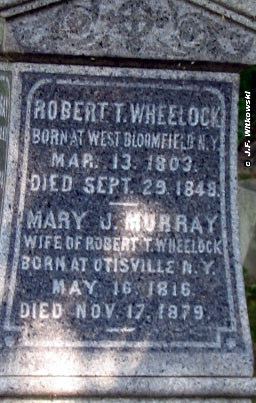 ROBERT T. WHEELOCK
BORN AT WEST BLOOMFIELD N.Y.
MAR. 13. 1803.
DIED SEPT. 29. 1848.
MARY J. MURRAY
WIFE OF ROBERT T. WHEELOCK
BORN AT OTISVILLE N.Y.
MAY 16. 1816.
DIED NOV. 17. 1879.
© J.F. Witkowski